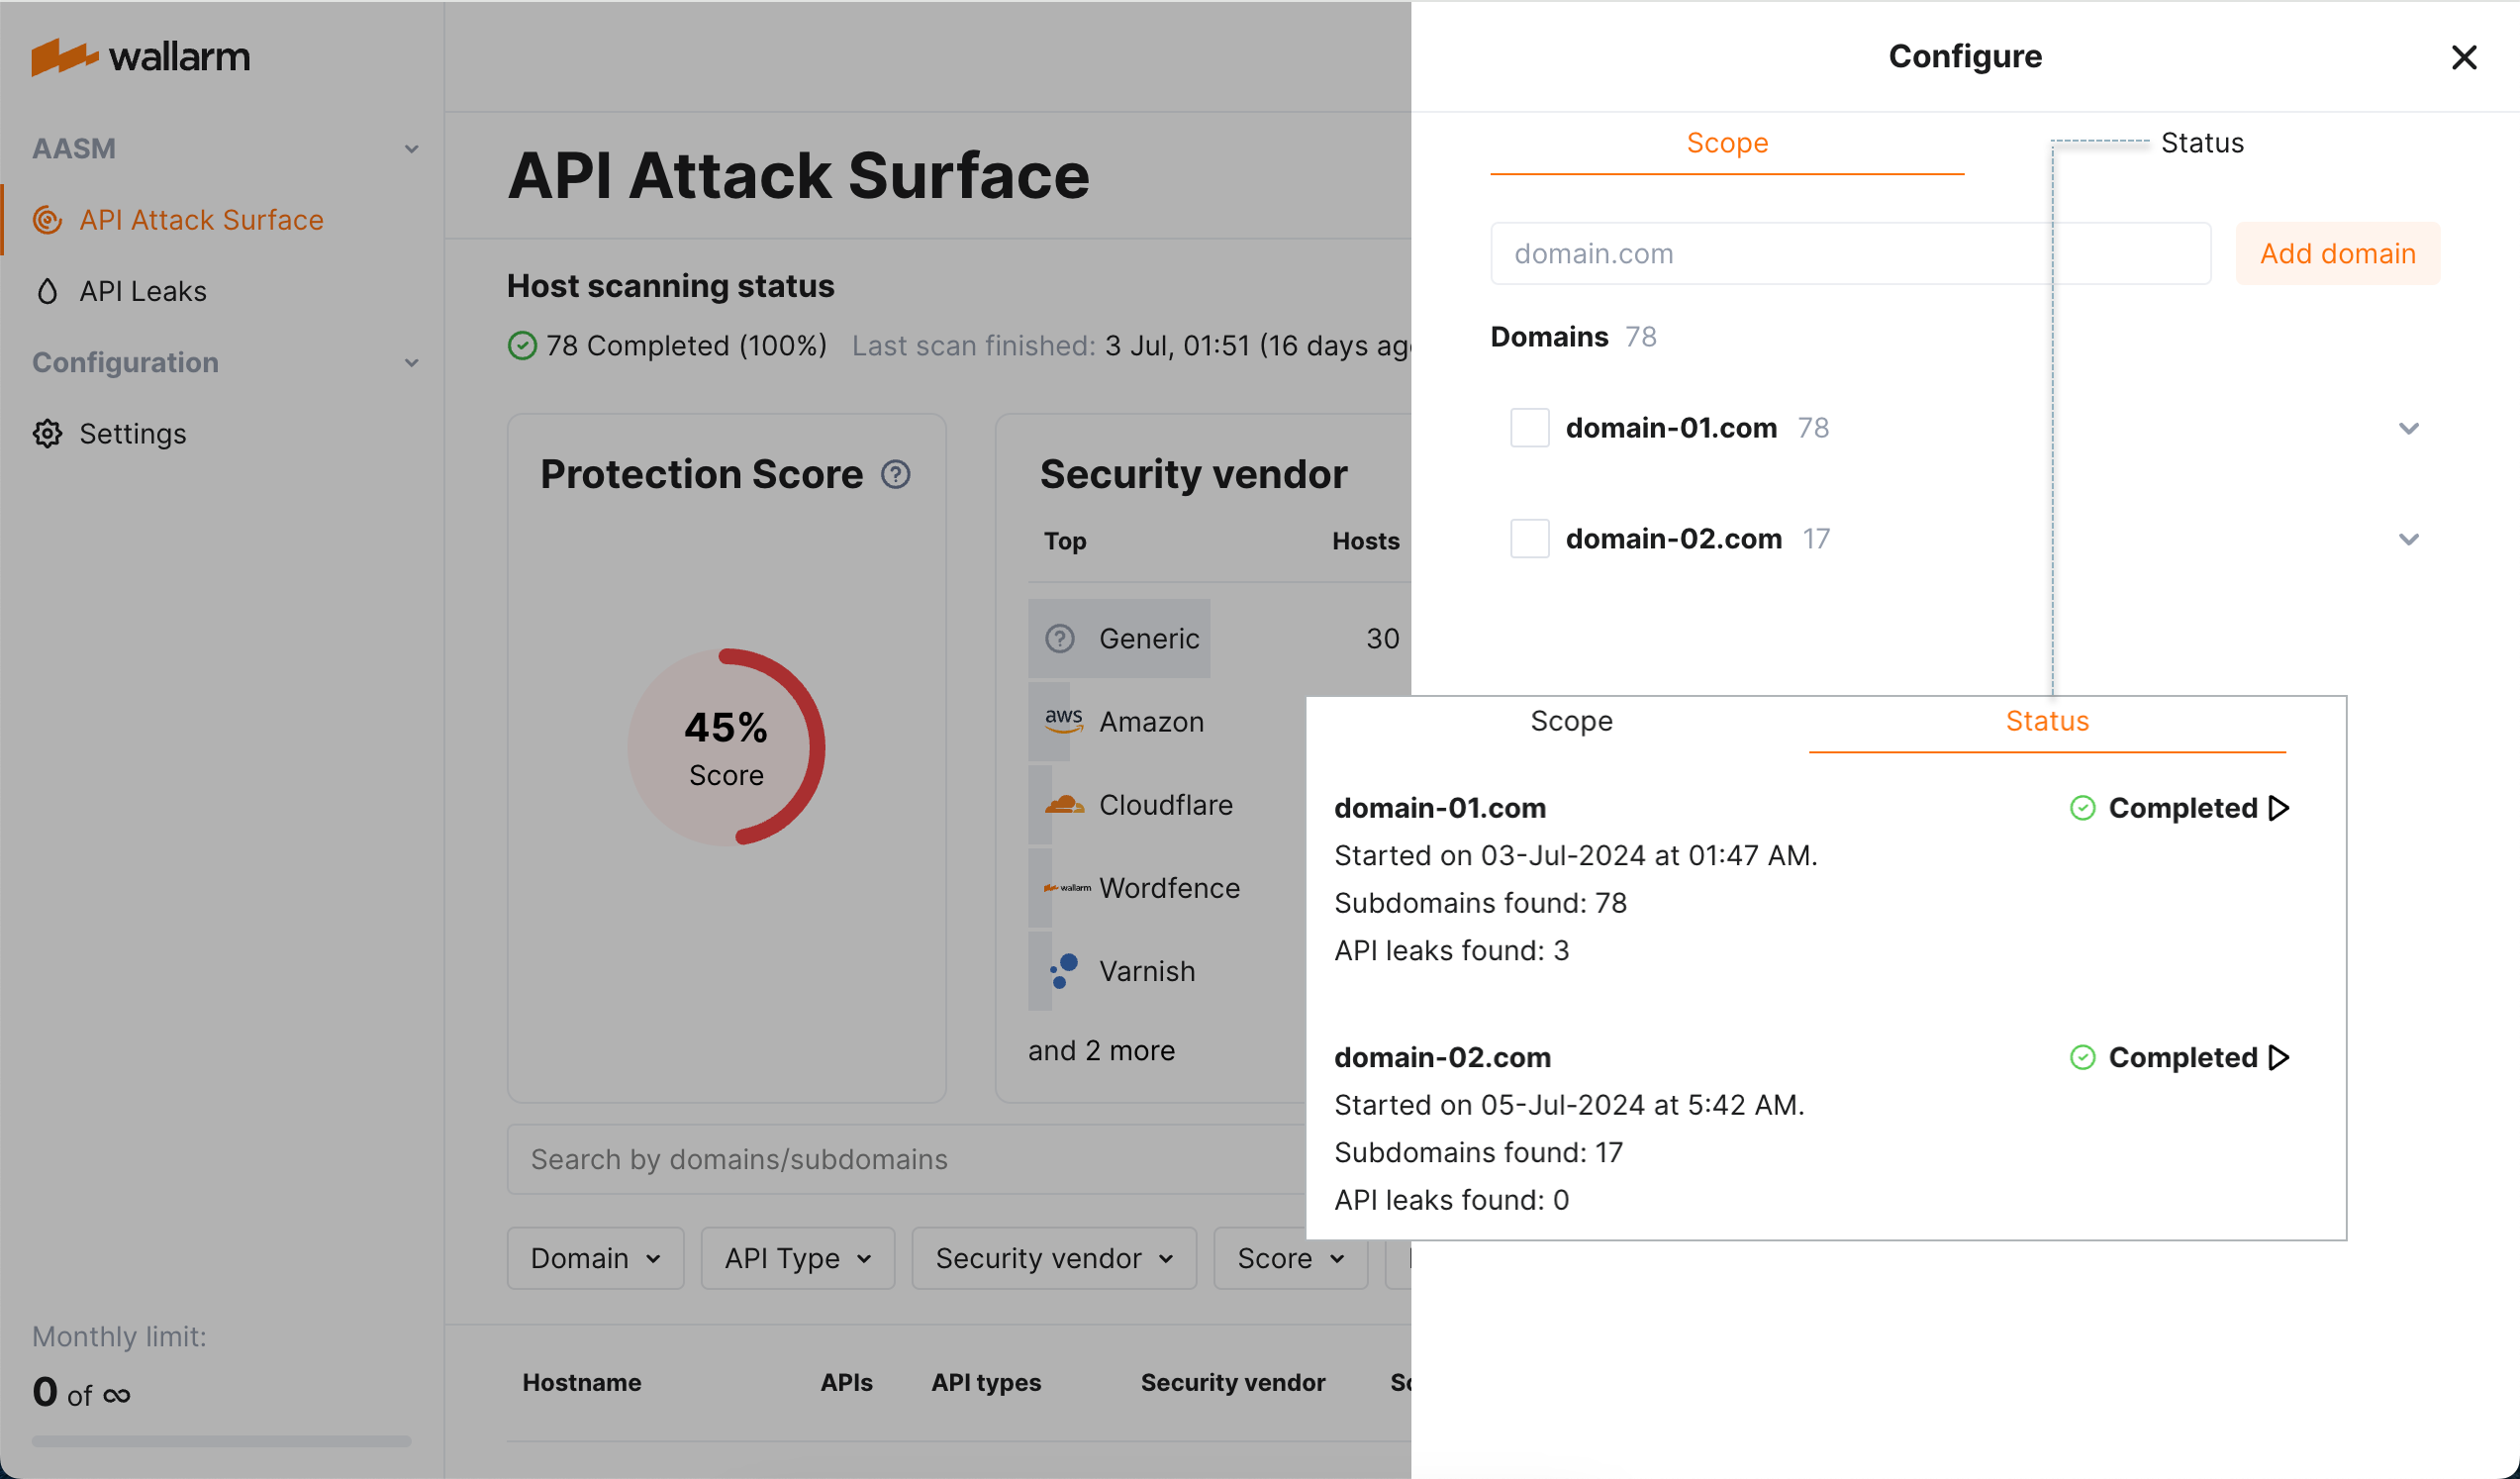 wallarm
AASM
API Attack Surface
API Leaks
Configuration
Settings
Monthly limit:
0 of ∞
API Attack Surface
Host scanning status
78 Completed (100%) Last scan finished: 3 Jul, 01:51 (16 days
Protection Score
45%
Score
Security vendor
Top Hosts
Generic 30
aws Amazon
Cloudflare
wallarm Wordfence
Varnish
and 2 more
Search by domains/subdomains
Domain API Type Security vendor Score
Hostname APIs API types Security vendor
Configure
Scope Status
domain.com Add domain
Domains 78
domain-01.com 78
domain-02.com 17
Scope Status
domain-01.com Completed
Started on 03-Jul-2024 at 01:47 AM.
Subdomains found: 78
API leaks found: 3
domain-02.com Completed
Started on 05-Jul-2024 at 5:42 AM.
Subdomains found: 17
API leaks found: 0